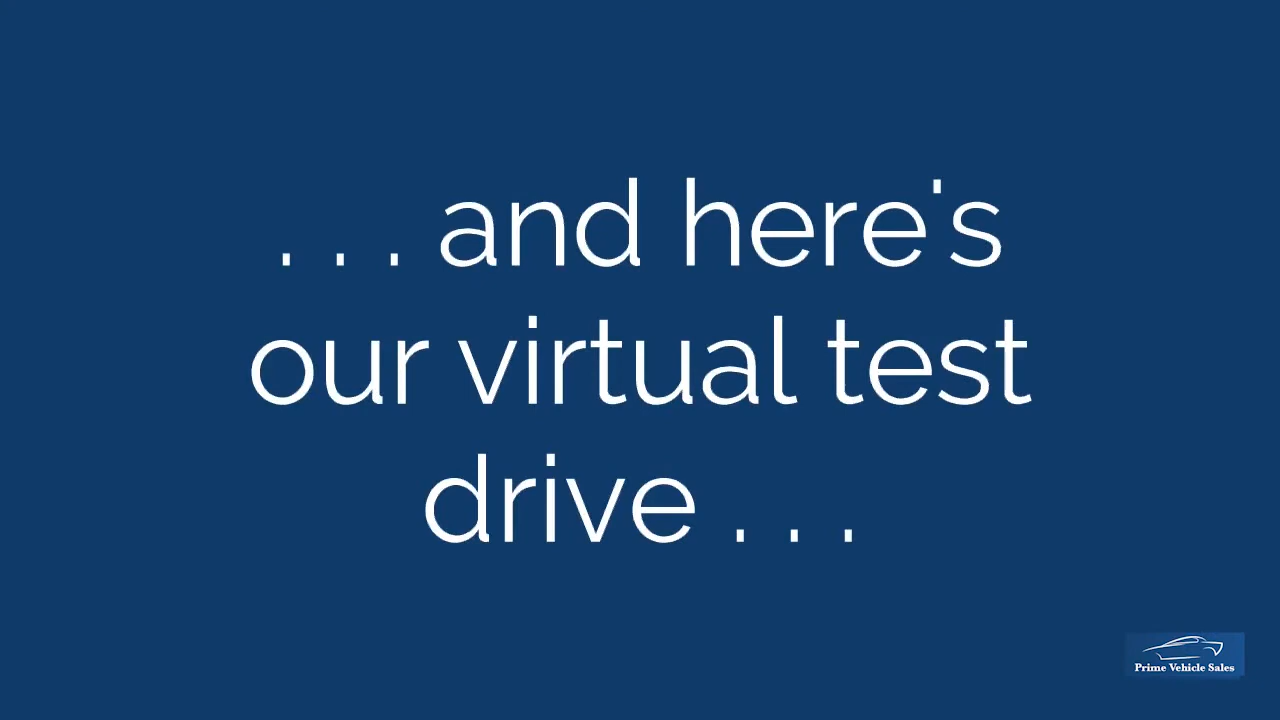 . . . and here's
our virtual test
drive . . .
Prime Vehicle Sales